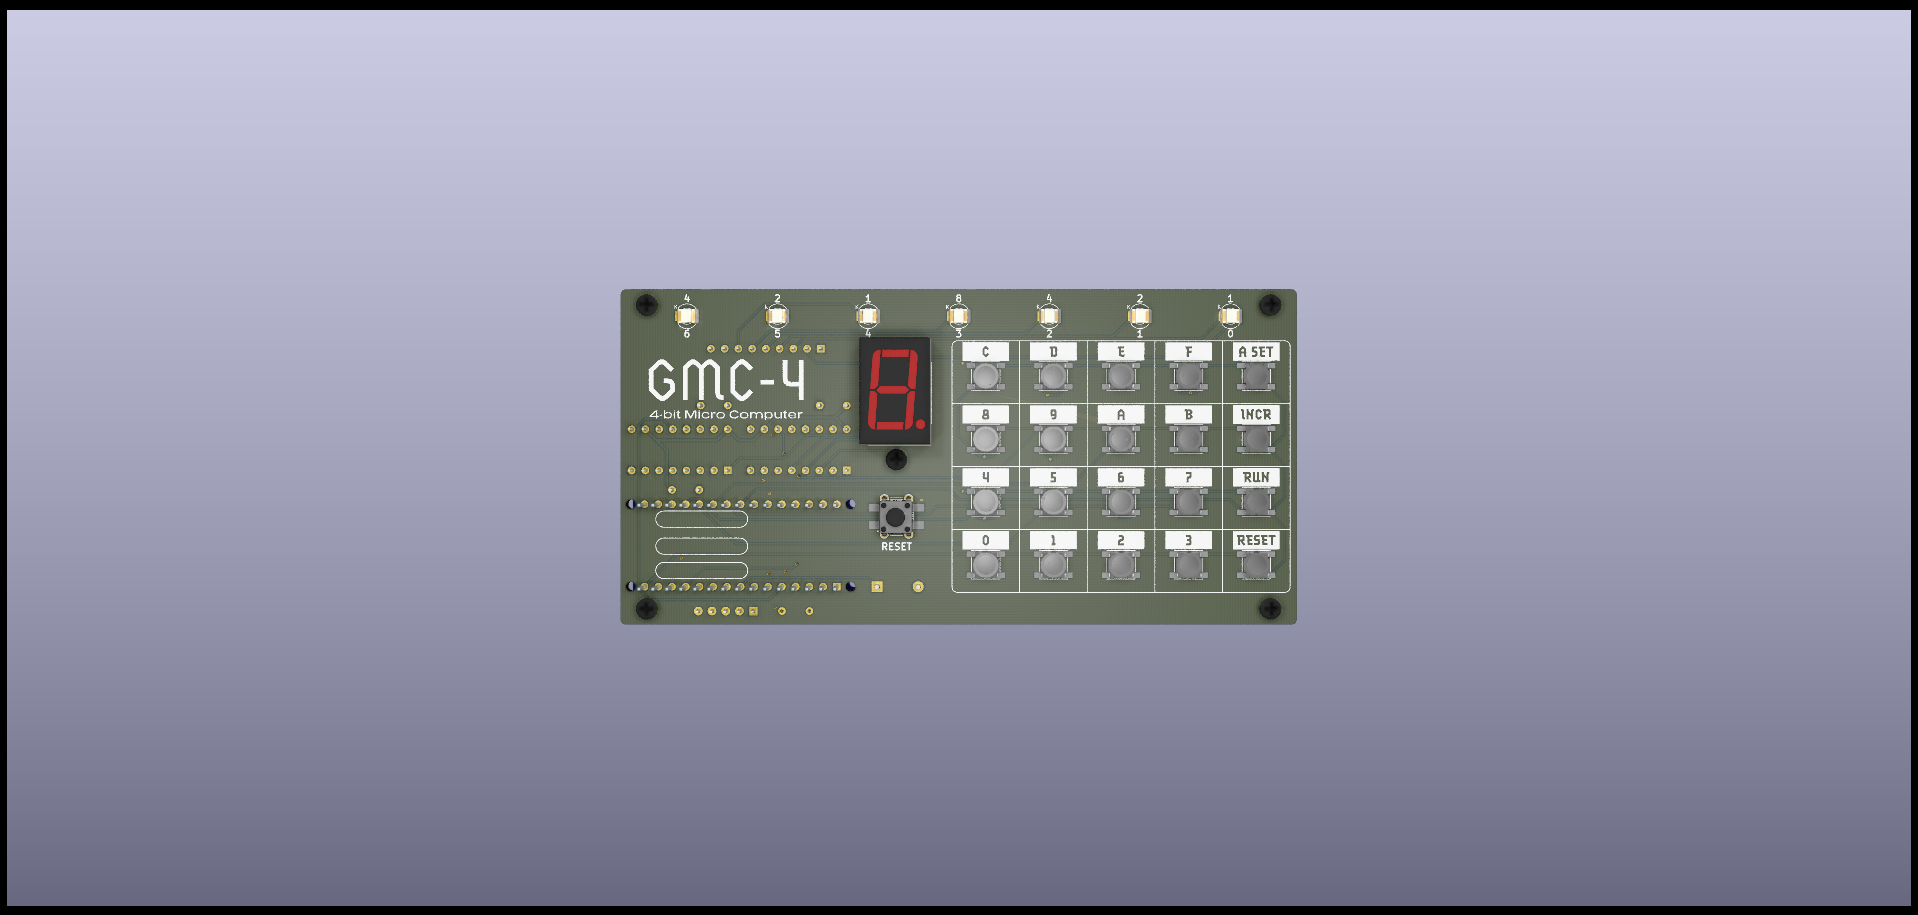 4 2 1 8 4 2 1
6 5 4 3 2 1 0
C D E F A SET
GMC-4
4-bit Micro Computer
8 9 A B INCR
4 5 6 7 RUN
0 1 2 3 RESET
RESET